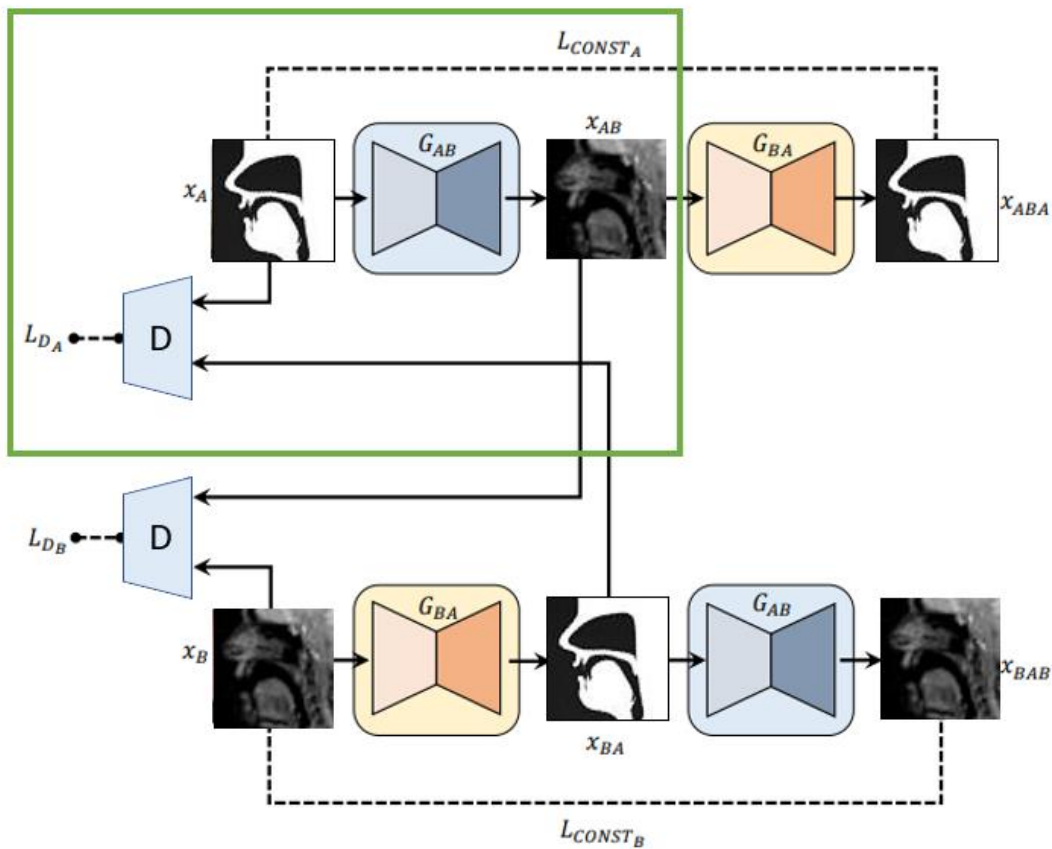 L_{CONST_A}
x_{AB}
G_{AB}
G_{BA}
x_A
x_{ABA}
L_{D_A}
D
L_{D_B}
D
G_{BA}
G_{AB}
x_B
x_{BAB}
x_{BA}
L_{CONST_B}